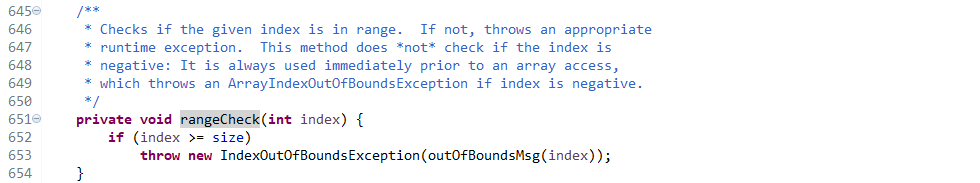 645 /**
646 * Checks if the given index is in range.  If not, throws an appropriate
647 * runtime exception.  This method does *not* check if the index is
648 * negative: It is always used immediately prior to an array access,
649 * which throws an ArrayIndexOutOfBoundsException if index is negative.
650 */
651 private void rangeCheck(int index) {
652 if (index >= size)
653 throw new IndexOutOfBoundsException(outOfBoundsMsg(index));
654 }